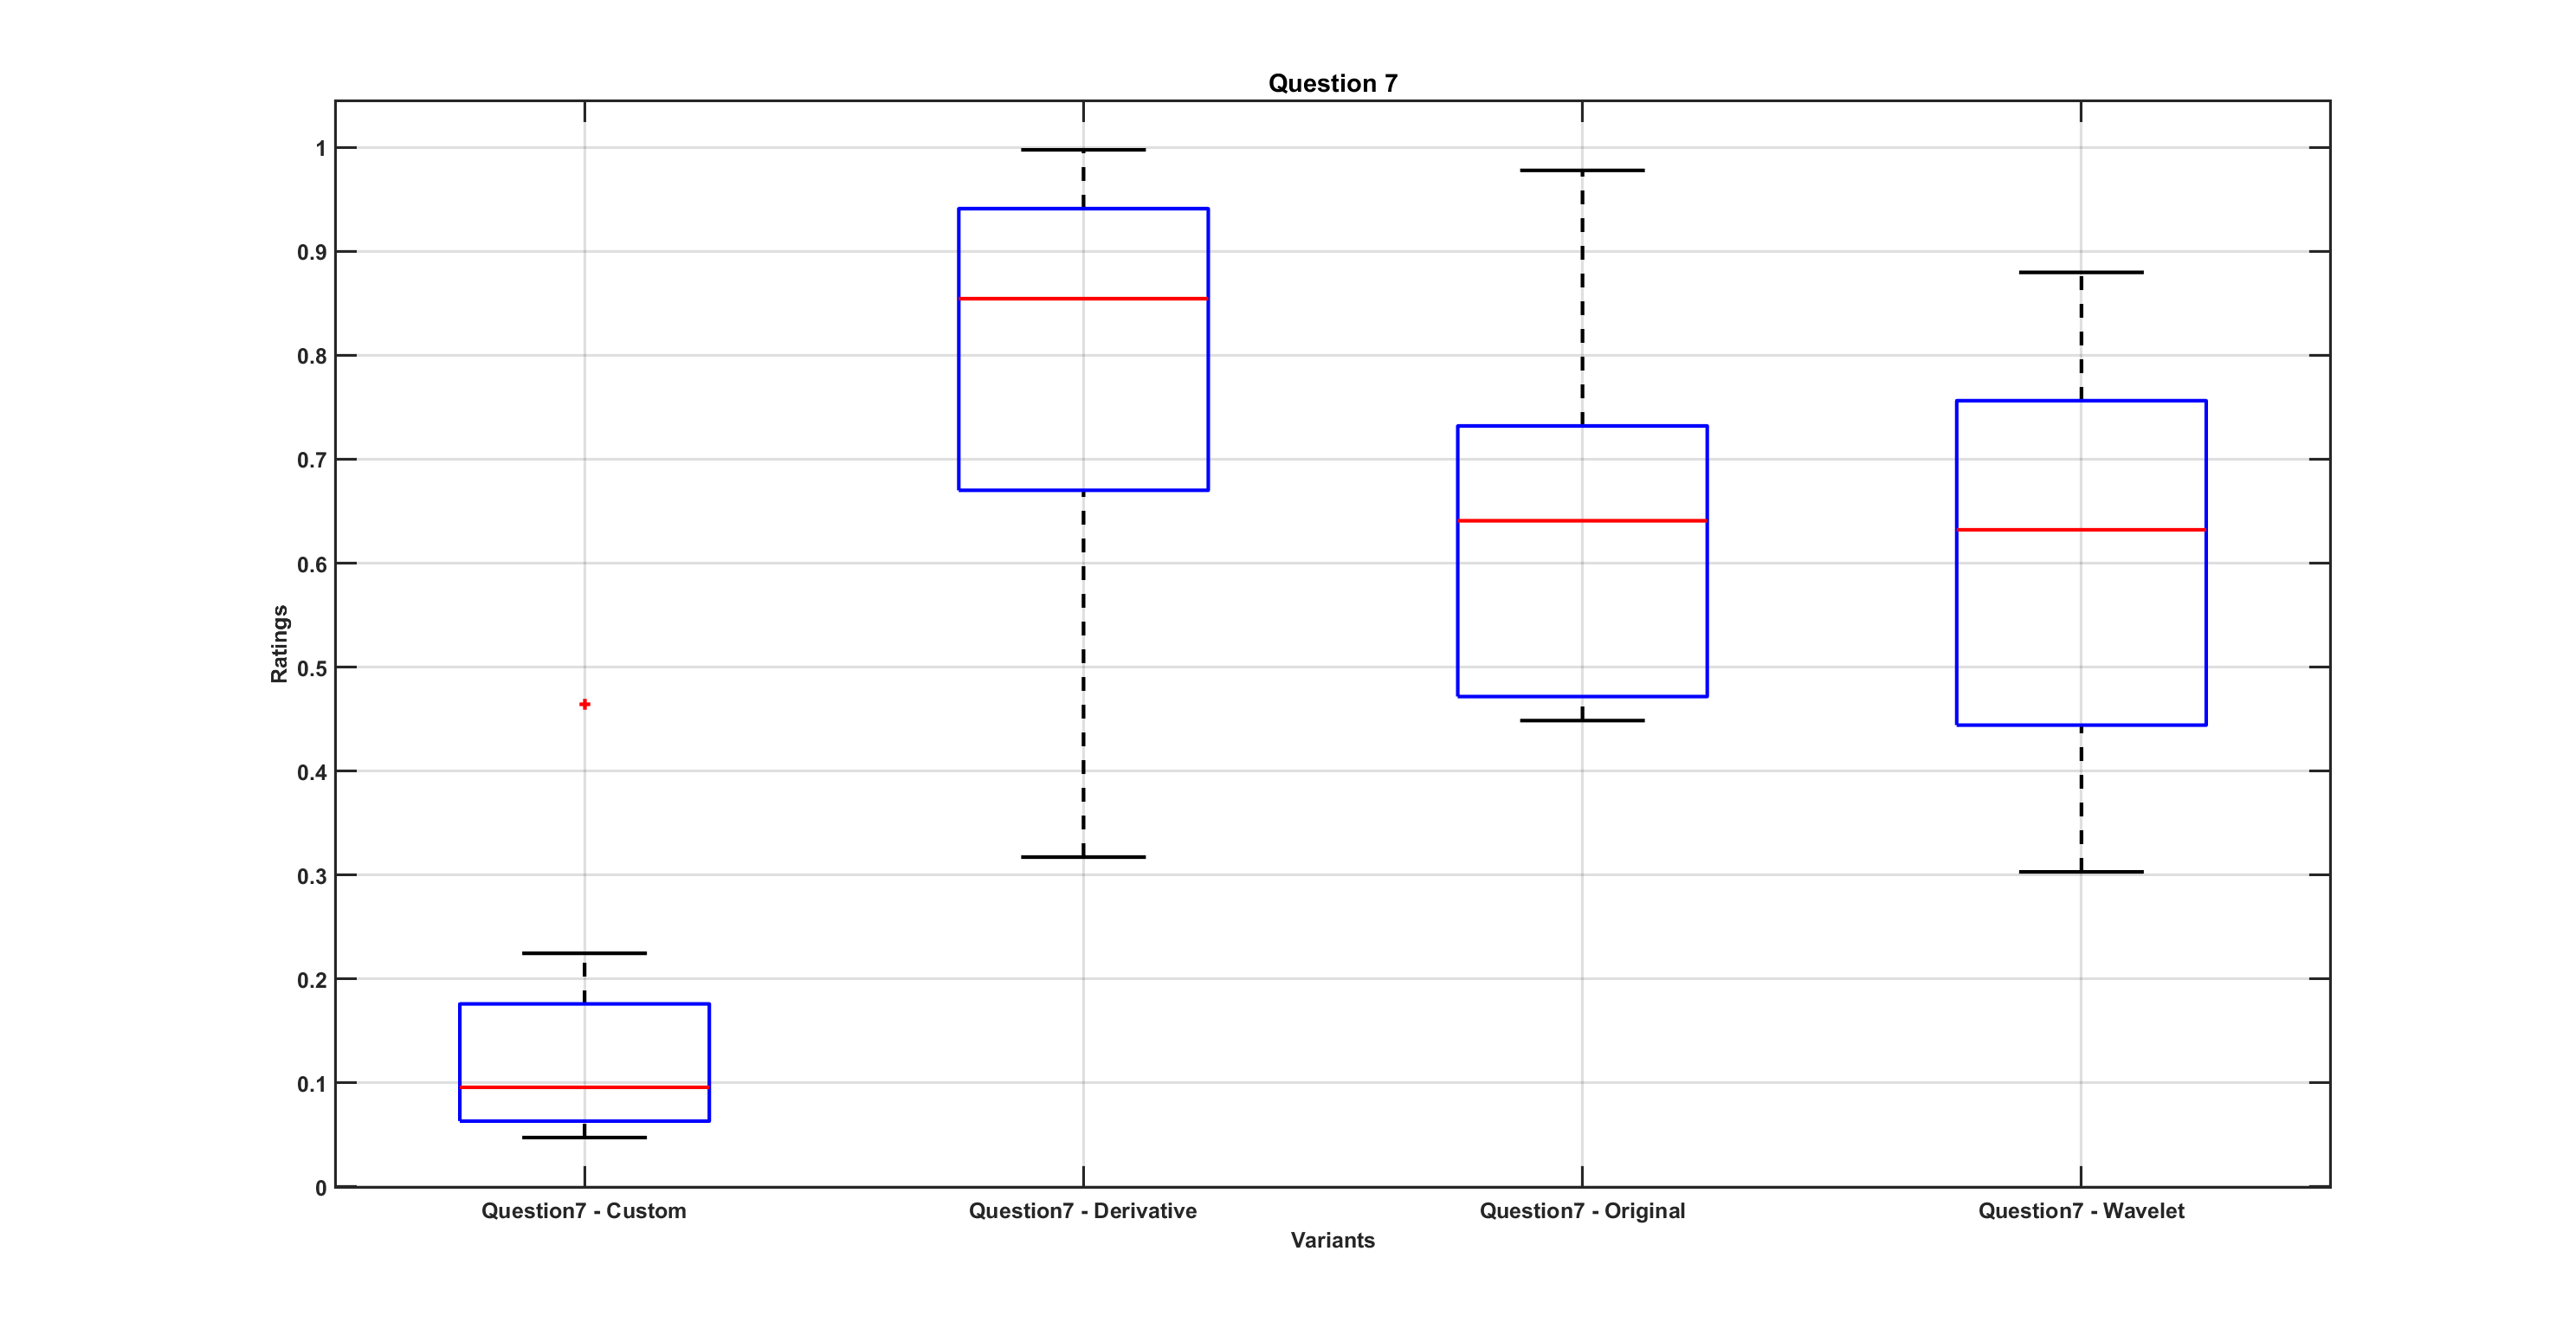 Question 7
1
0.9
0.8
0.7
0.6
0.5
0.4
0.3
0.2
0.1
0
Ratings
Question7 - Custom
Question7 - Derivative
Question7 - Original
Question7 - Wavelet
Variants